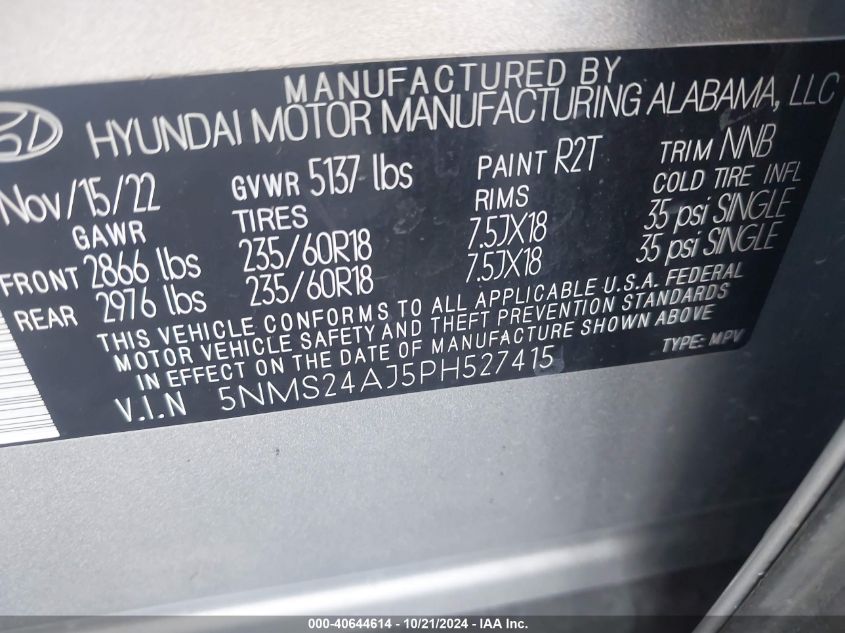 MANUFACTURED BY
HYUNDAI MOTOR MANUFACTURING ALABAMA, LLC
Nov/15/22 GVWR 5137 lbs PAINT R2T TRIM NNB
GAWR TIRES RIMS COLD TIRE INFL
FRONT 2866 lbs 235/60R18 7.5JX18 35 psi SINGLE
REAR 2976 lbs 235/60R18 7.5JX18 35 psi SINGLE
THIS VEHICLE CONFORMS TO ALL APPLICABLE U.S.A. FEDERAL
MOTOR VEHICLE SAFETY AND THEFT PREVENTION STANDARDS
IN EFFECT ON THE DATE OF MANUFACTURE SHOWN ABOVE
V.I.N 5NMS24AJ5PH527415 TYPE: MPV
000-40644614 - 10/21/2024 - IAA Inc.